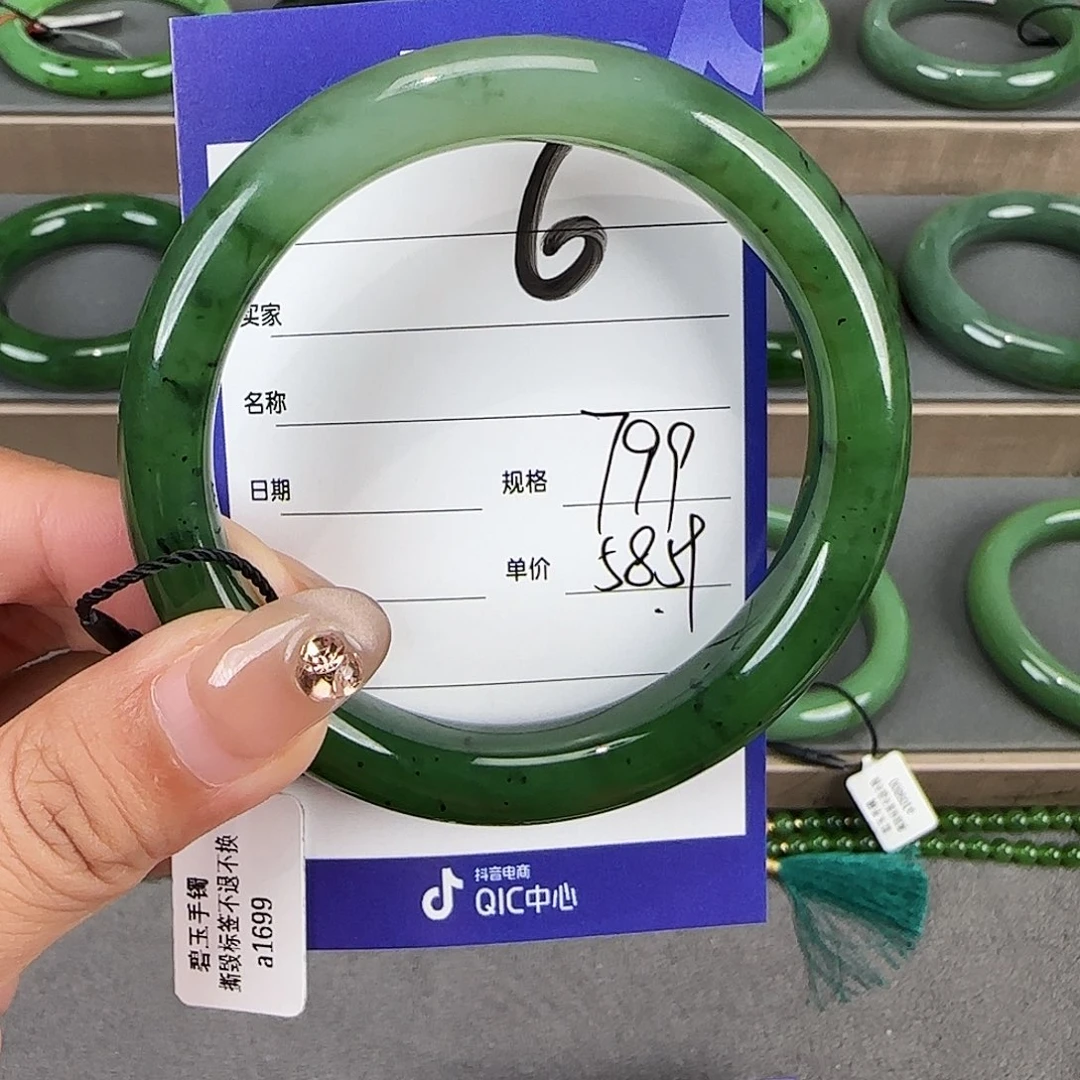 6
买家
名称
日期
规格 799
单价 58.5
抖音电商
QIC中心
碧玉手镯
撕毁标签不退不换
a1699